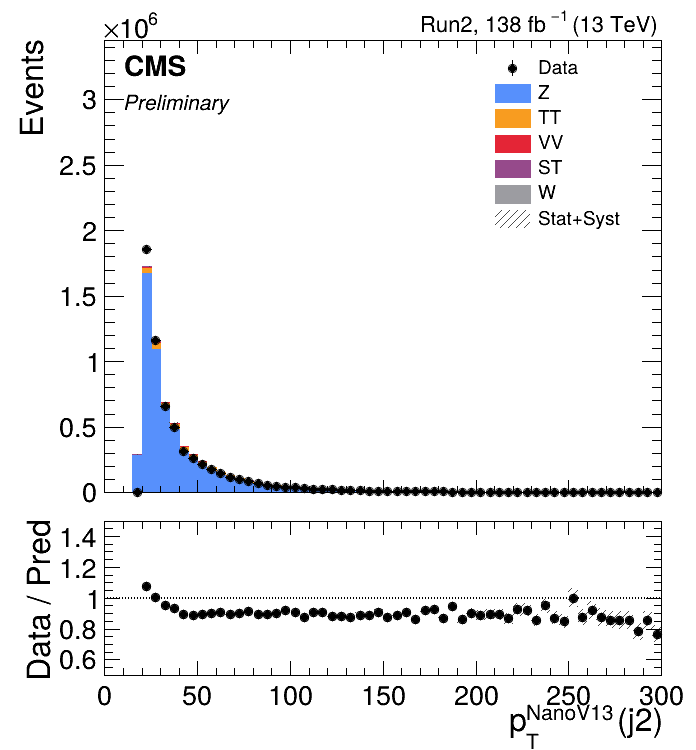 ×10⁶
Run2, 138 fb⁻¹ (13 TeV)
CMS
Preliminary
Events
Data
Z
TT
VV
ST
W
Stat+Syst
3
2.5
2
1.5
1
0.5
0
Data / Pred
1.4
1.2
1
0.8
0.6
0 50 100 150 200 250 300
p_T^NanoV13 (j2)